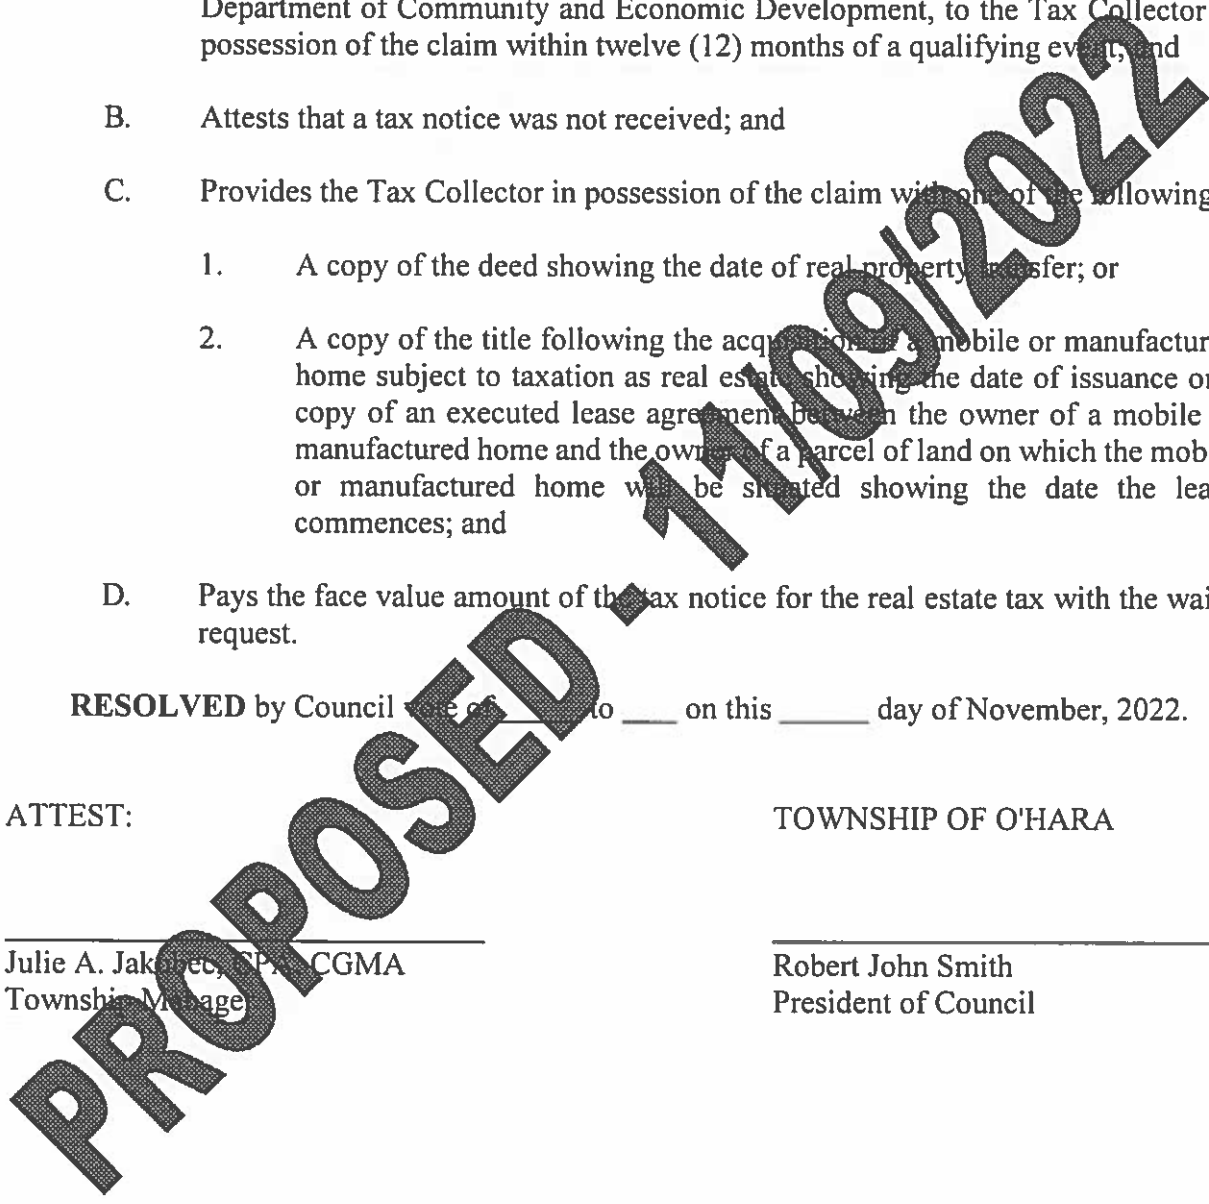 Department of Community and Economic Development, to the Tax Collector
possession of the claim within twelve (12) months of a qualifying event; and
B. Attests that a tax notice was not received; and
C. Provides the Tax Collector in possession of the claim with one of the following
1. A copy of the deed showing the date of real property transfer; or
2. A copy of the title following the acquisition of a mobile or manufactur
home subject to taxation as real estate showing the date of issuance or
copy of an executed lease agreement between the owner of a mobile
manufactured home and the owner of a parcel of land on which the mob
or manufactured home will be situated showing the date the lea
commences; and
D. Pays the face value amount of the tax notice for the real estate tax with the wai
request.
RESOLVED by Council vote of ____ to ____ on this ______ day of November, 2022.
ATTEST:
TOWNSHIP OF O'HARA
Julie A. Jakubec, CPA, CGMA
Township Manager
Robert John Smith
President of Council
PROPOSED - 11/09/2022